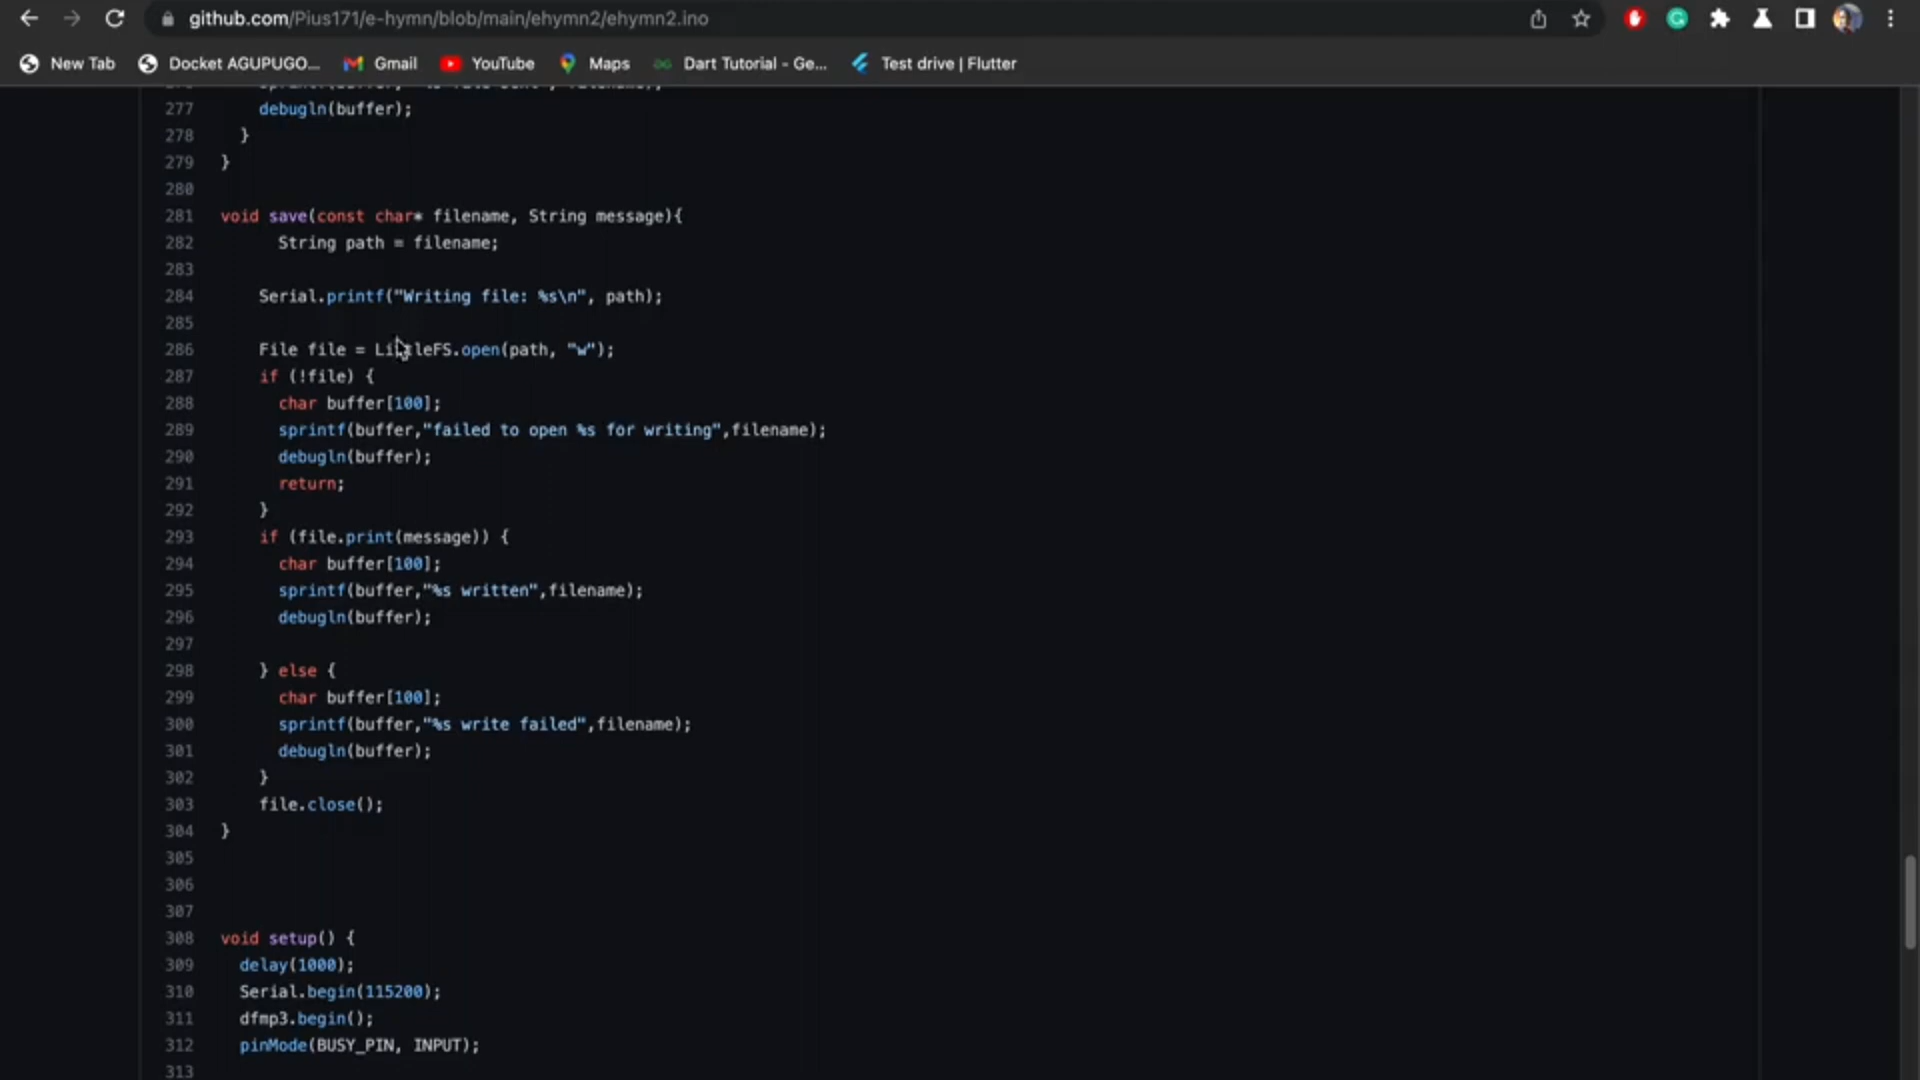 github.com/Pius171/e-hymn/blob/main/ehymn2/ehymn2.ino
New Tab Docket AGUPUGO... Gmail YouTube Maps Dart Tutorial - Ge... Test drive | Flutter
277 debugln(buffer);
278 }
279 }
280
281 void save(const char* filename, String message){
282 String path = filename;
283
284 Serial.printf("Writing file: %s\n", path);
285
286 File file = LittleFS.open(path, "w");
287 if (!file) {
288 char buffer[100];
289 sprintf(buffer,"failed to open %s for writing",filename);
290 debugln(buffer);
291 return;
292 }
293 if (file.print(message)) {
294 char buffer[100];
295 sprintf(buffer,"%s written",filename);
296 debugln(buffer);
297
298 } else {
299 char buffer[100];
300 sprintf(buffer,"%s write failed",filename);
301 debugln(buffer);
302 }
303 file.close();
304 }
305
306
307
308 void setup() {
309 delay(1000);
310 Serial.begin(115200);
311 dfmp3.begin();
312 pinMode(BUSY_PIN, INPUT);
313